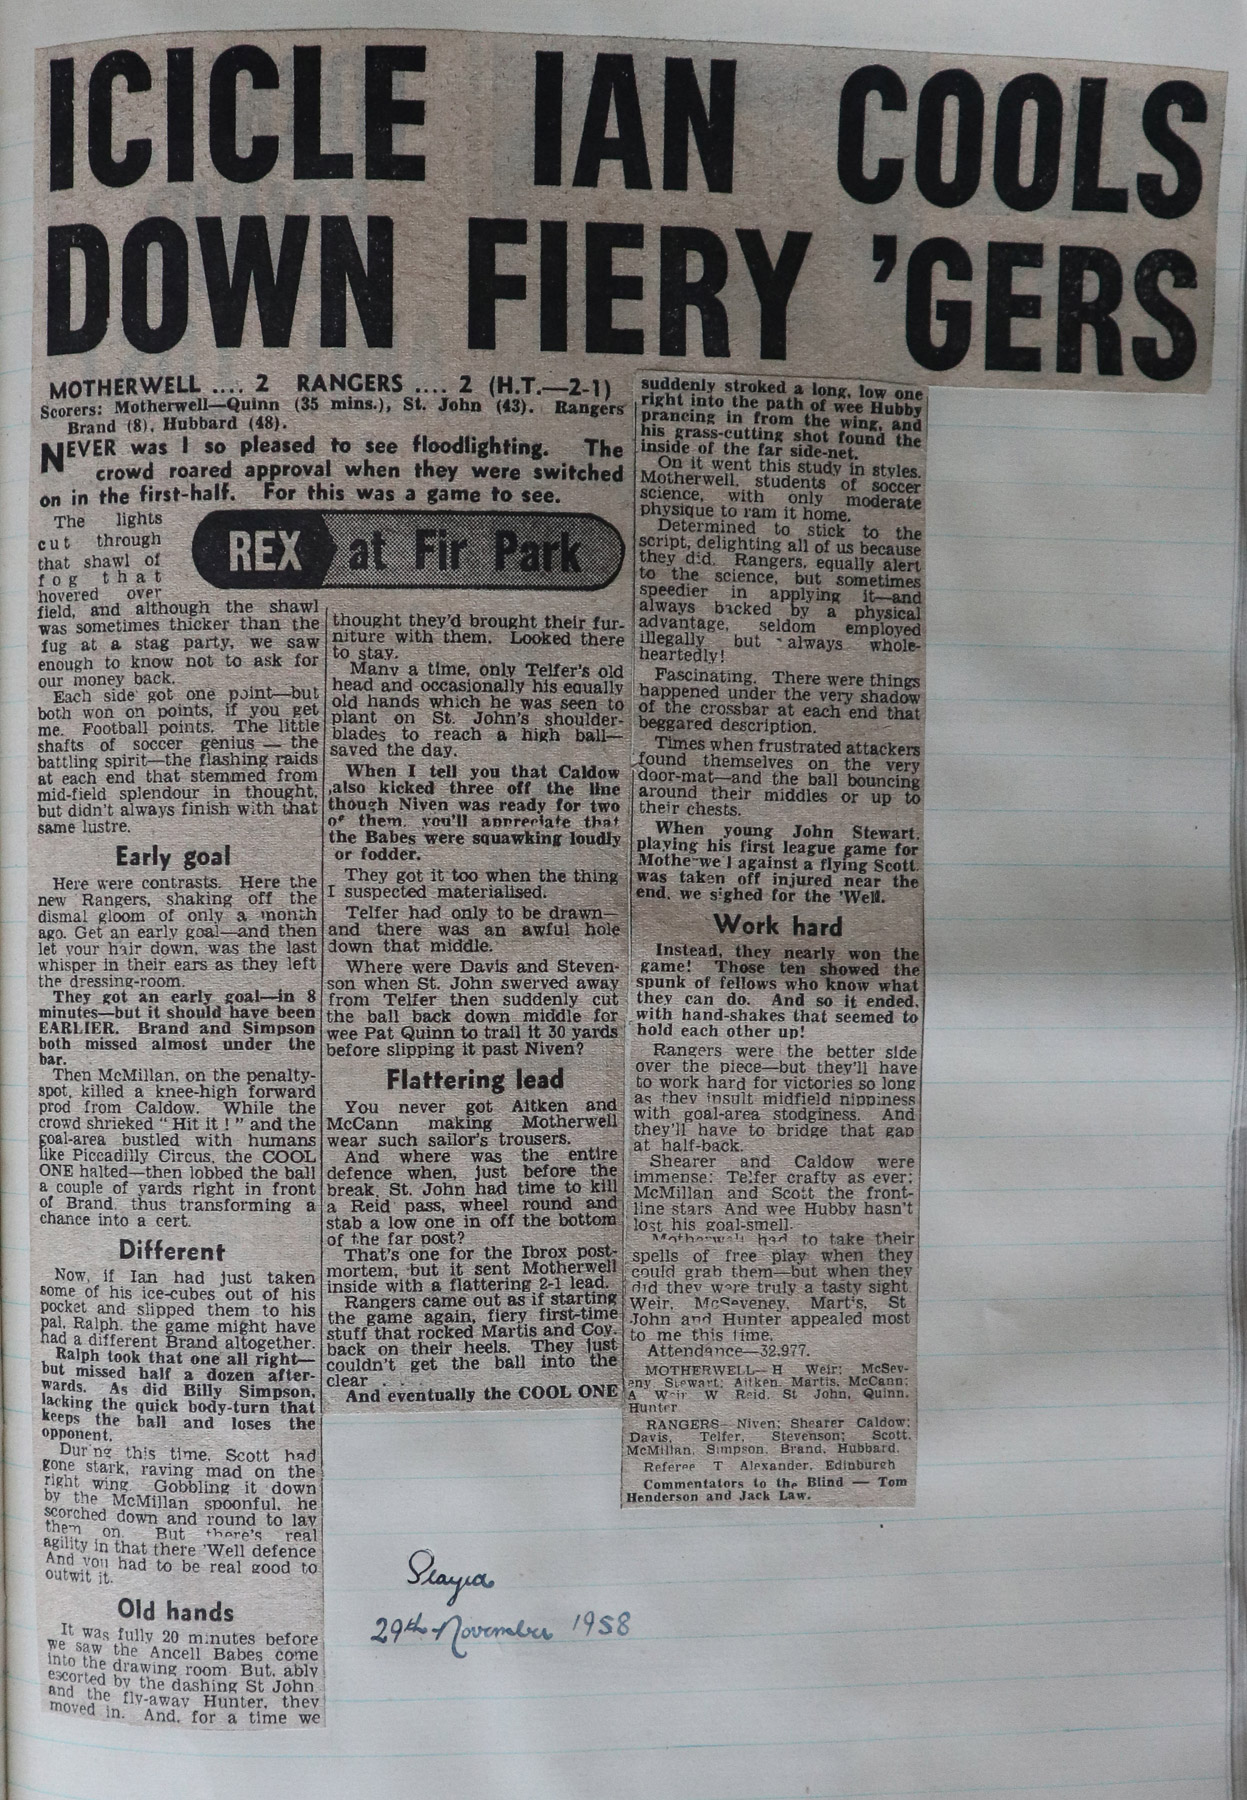 ICICLE IAN COOLS
DOWN FIERY 'GERS
MOTHERWELL .... 2 RANGERS .... 2 (H.T.—2-1)
Scorers: Motherwell—Quinn (35 mins.), St. John (43). Rangers
Brand (8), Hubbard (48).
NEVER was I so pleased to see floodlighting. The
crowd roared approval when they were switched
on in the first-half. For this was a game to see.
REX at Fir Park
The lights
cut through
that shawl of
fog that
hovered over
field, and although the shawl
was sometimes thicker than the
fug at a stag party, we saw
enough to know not to ask for
our money back.
Each side got one point—but
both won on points, if you get
me. Football points. The little
shafts of soccer genius — the
battling spirit—the flashing raids
at each end that stemmed from
mid-field splendour in thought,
but didn't always finish with that
same lustre.
Early goal
Here were contrasts. Here the
new Rangers, shaking off the
dismal gloom of only a month
ago. Get an early goal—and then
let your hair down, was the last
whisper in their ears as they left
the dressing-room.
They got an early goal—in 8
minutes—but it should have been
EARLIER. Brand and Simpson
both missed almost under the
bar.
Then McMillan, on the penalty-
spot, killed a knee-high forward
prod from Caldow. While the
crowd shrieked "Hit it!" and the
goal-area bustled with humans
like Piccadilly Circus, the COOL
ONE halted—then lobbed the ball
a couple of yards right in front
of Brand, thus transforming a
chance into a cert.
Different
Now, if Ian had just taken
some of his ice-cubes out of his
pocket and slipped them to his
pal, Ralph, the game might have
had a different Brand altogether.
Ralph took that one all right—
but missed half a dozen after-
wards. As did Billy Simpson,
lacking the quick body-turn that
keeps the ball and loses the
opponent.
During this time, Scott had
gone stark, raving mad on the
right wing. Gobbling it down
by the McMillan spoonful, he
scorched down and round to lay
them on. But there's real
agility in that there 'Well defence
And you had to be real good to
outwit it.
Old hands
It was fully 20 minutes before
we saw the Ancell Babes come
into the drawing room But, ably
escorted by the dashing St John
and the fly-away Hunter, they
moved in. And, for a time we
thought they'd brought their fur-
niture with them. Looked there
to stay.
Many a time, only Telfer's old
head and occasionally his equally
old hands which he was seen to
plant on St. John's shoulder-
blades to reach a high ball—
saved the day.
When I tell you that Caldow
also kicked three off the line
though Niven was ready for two
of them, you'll appreciate that
the Babes were squawking loudly
or fodder.
They got it too when the thing
I suspected materialised.
Telfer had only to be drawn—
and there was an awful hole
down that middle.
Where were Davis and Steven-
son when St. John swerved away
from Telfer then suddenly cut
the ball back down middle for
wee Pat Quinn to trail it 30 yards
before slipping it past Niven?
Flattering lead
You never got Aitken and
McCann making Motherwell
wear such sailor's trousers.
And where was the entire
defence when, just before the
break, St. John had time to kill
a Reid pass, wheel round and
stab a low one in off the bottom
of the far post?
That's one for the Ibrox post-
mortem, but it sent Motherwell
inside with a flattering 2-1 lead.
Rangers came out as if starting
the game again, fiery first-time
stuff that rocked Martis and Coy.
back on their heels. They just
couldn't get the ball into the
clear . . .
And eventually the COOL ONE
suddenly stroked a long, low one
right into the path of wee Hubby
prancing in from the wing, and
his grass-cutting shot found the
inside of the far side-net.
On it went this study in styles.
Motherwell, students of soccer
science, with only moderate
physique to ram it home.
Determined to stick to the
script, delighting all of us because
they did. Rangers, equally alert
to the science, but sometimes
speedier in applying it—and
always backed by a physical
advantage, seldom employed
illegally but always whole-
heartedly!
Fascinating. There were things
happened under the very shadow
of the crossbar at each end that
beggared description.
Times when frustrated attackers
found themselves on the very
door-mat—and the ball bouncing
around their middles or up to
their chests.
When young John Stewart,
playing his first league game for
Motherwell against a flying Scott
was taken off injured near the
end, we sighed for the 'Well.
Work hard
Instead, they nearly won the
game! Those ten showed the
spunk of fellows who know what
they can do. And so it ended,
with hand-shakes that seemed to
hold each other up!
Rangers were the better side
over the piece—but they'll have
to work hard for victories so long
as they insult midfield nippiness
with goal-area stodginess. And
they'll have to bridge that gap
at half-back.
Shearer and Caldow were
immense; Telfer crafty as ever;
McMillan and Scott the front-
line stars And wee Hubby hasn't
lost his goal-smell.
Motherwell had to take their
spells of free play when they
could grab them—but when they
did they were truly a tasty sight
Weir, McSeveney, Martis, St
John and Hunter appealed most
to me this time.
Attendance—32,977.
MOTHERWELL—H Weir; McSev-
eny Stewart; Aitken, Martis, McCann;
A Weir W Reid, St John, Quinn,
Hunter
RANGERS—Niven; Shearer Caldow;
Davis, Telfer, Stevenson; Scott,
McMillan, Simpson, Brand, Hubbard.
Referee T Alexander, Edinburgh
Commentators to the Blind — Tom
Henderson and Jack Law.
Played
29th November 1958